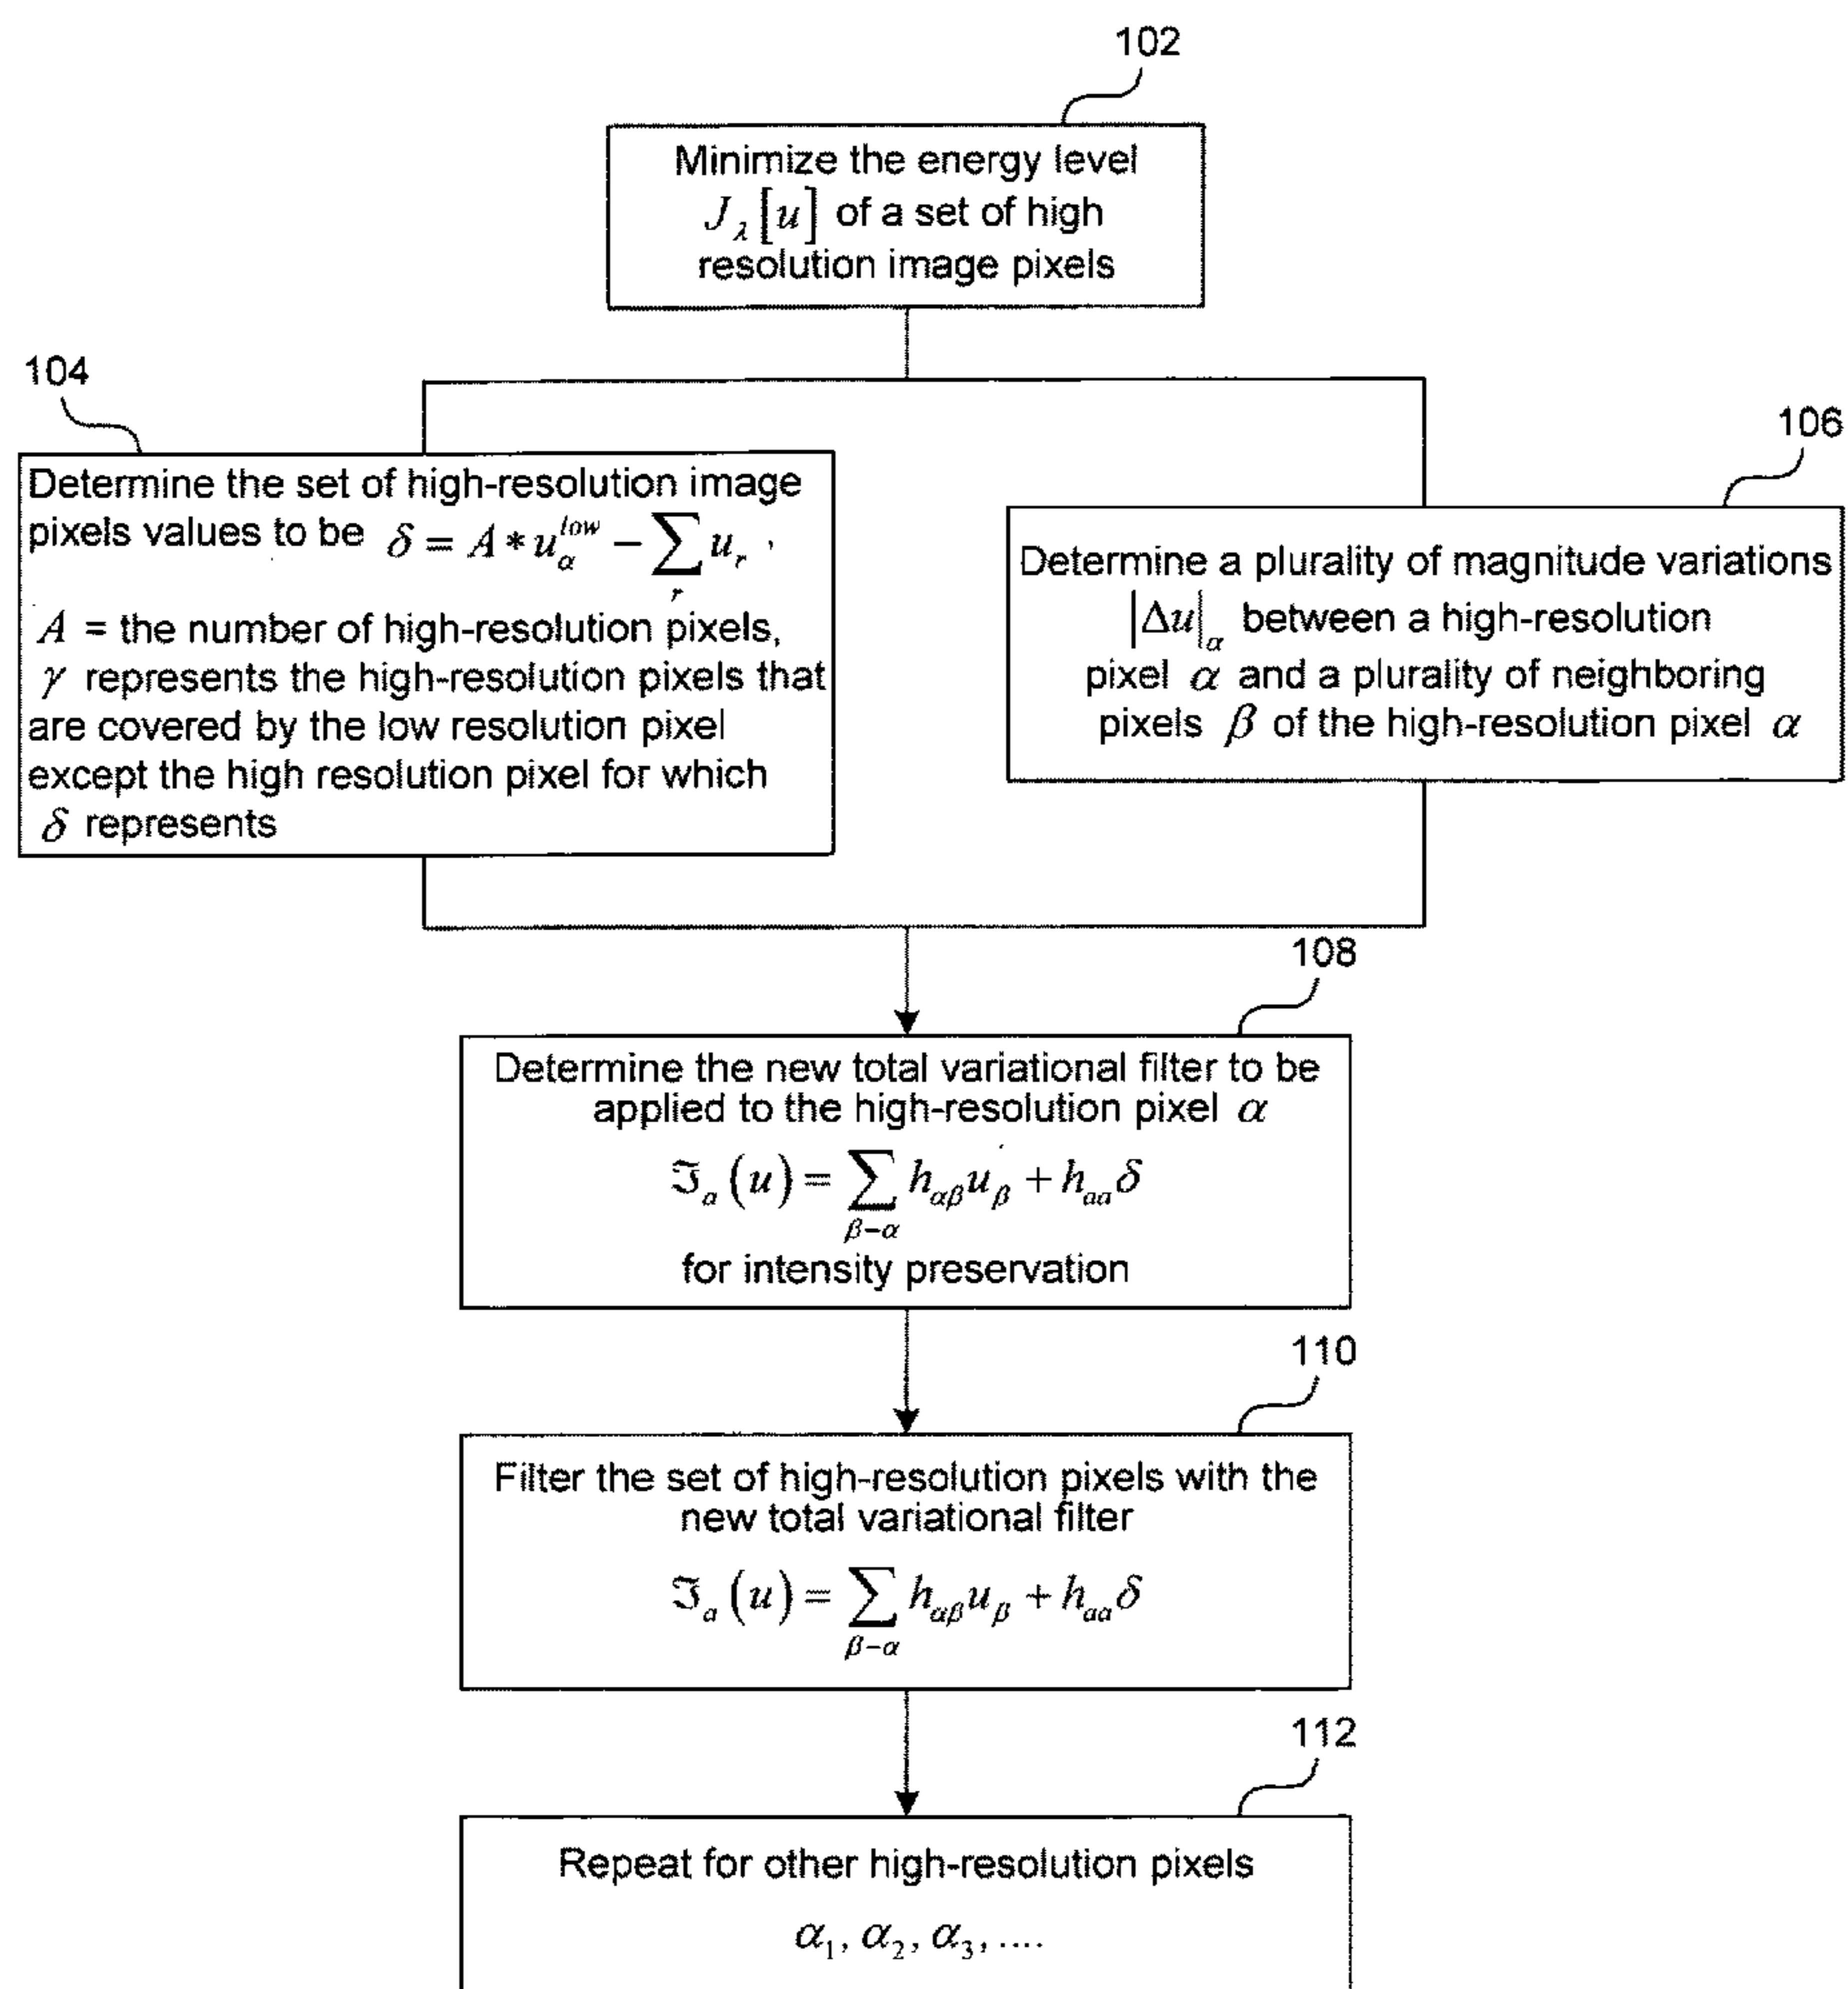 102
Minimize the energy level
J_λ[u] of a set of high
resolution image pixels
104
Determine the set of high-resolution image
pixels values to be δ = A * u_α^low − ∑_r u_r ,
A = the number of high-resolution pixels,
γ represents the high-resolution pixels that
are covered by the low resolution pixel
except the high resolution pixel for which
δ represents
106
Determine a plurality of magnitude variations
|Δu|_α between a high-resolution
pixel α and a plurality of neighboring
pixels β of the high-resolution pixel α
108
Determine the new total variational filter to be
applied to the high-resolution pixel α
ℑ_a(u) = ∑_{β−α} h_{αβ} u_β + h_{aa} δ
for intensity preservation
110
Filter the set of high-resolution pixels with the
new total variational filter
ℑ_a(u) = ∑_{β−α} h_{αβ} u_β + h_{aa} δ
112
Repeat for other high-resolution pixels
α₁, α₂, α₃, ....